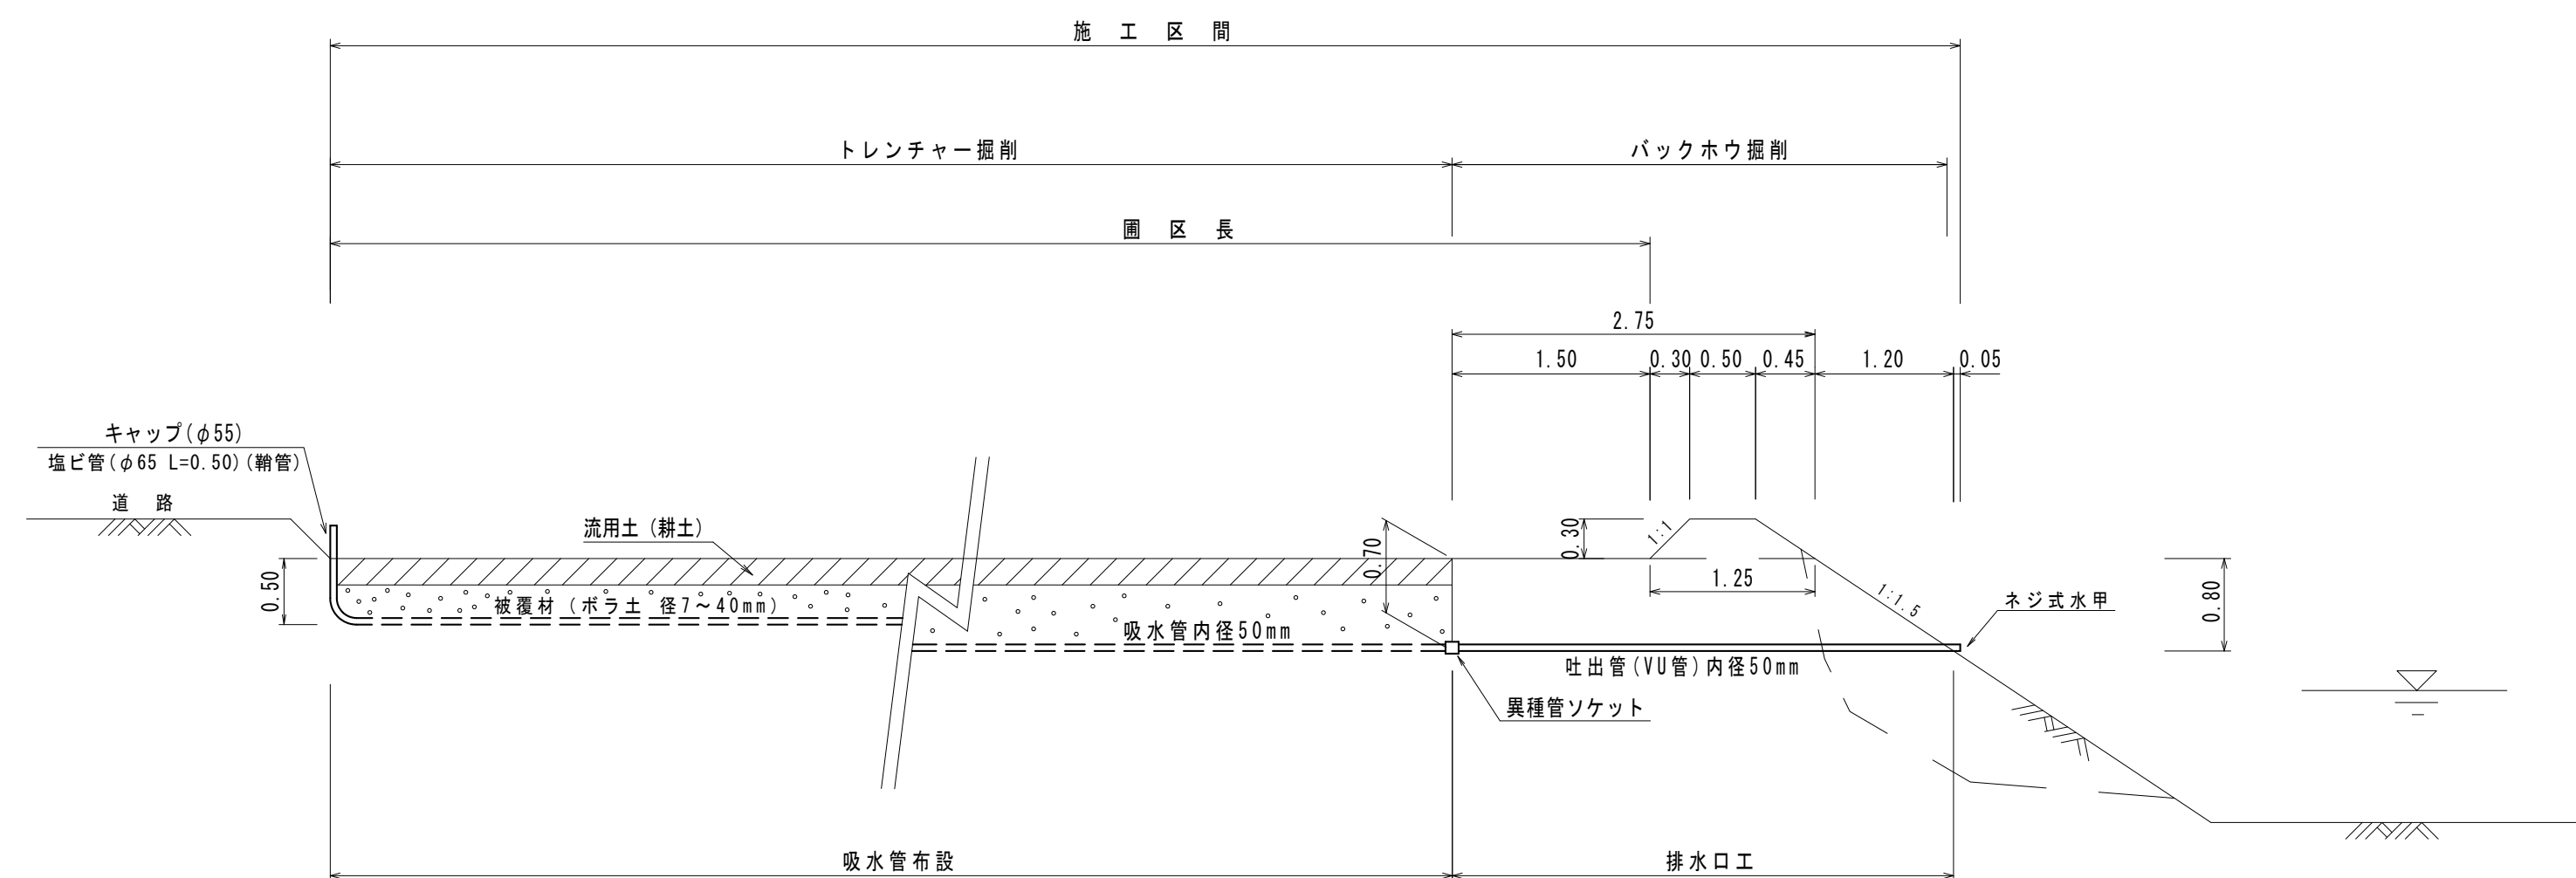 施工区間
トレンチャー掘削
バックホウ掘削
圃区長
2.75
1.50
0.30
0.50
0.45
1.20
0.05
キャップ(φ55)
塩ビ管(φ65 L=0.50)(鞘管)
道路
流用土(耕土)
0.50
被覆材(ボラ土 径7～40mm)
吸水管内径50mm
0.70
0.30
1:1
1.25
1:1.5
ネジ式水甲
0.80
吐出管(VU管)内径50mm
異種管ソケット
吸水管布設
排水口工